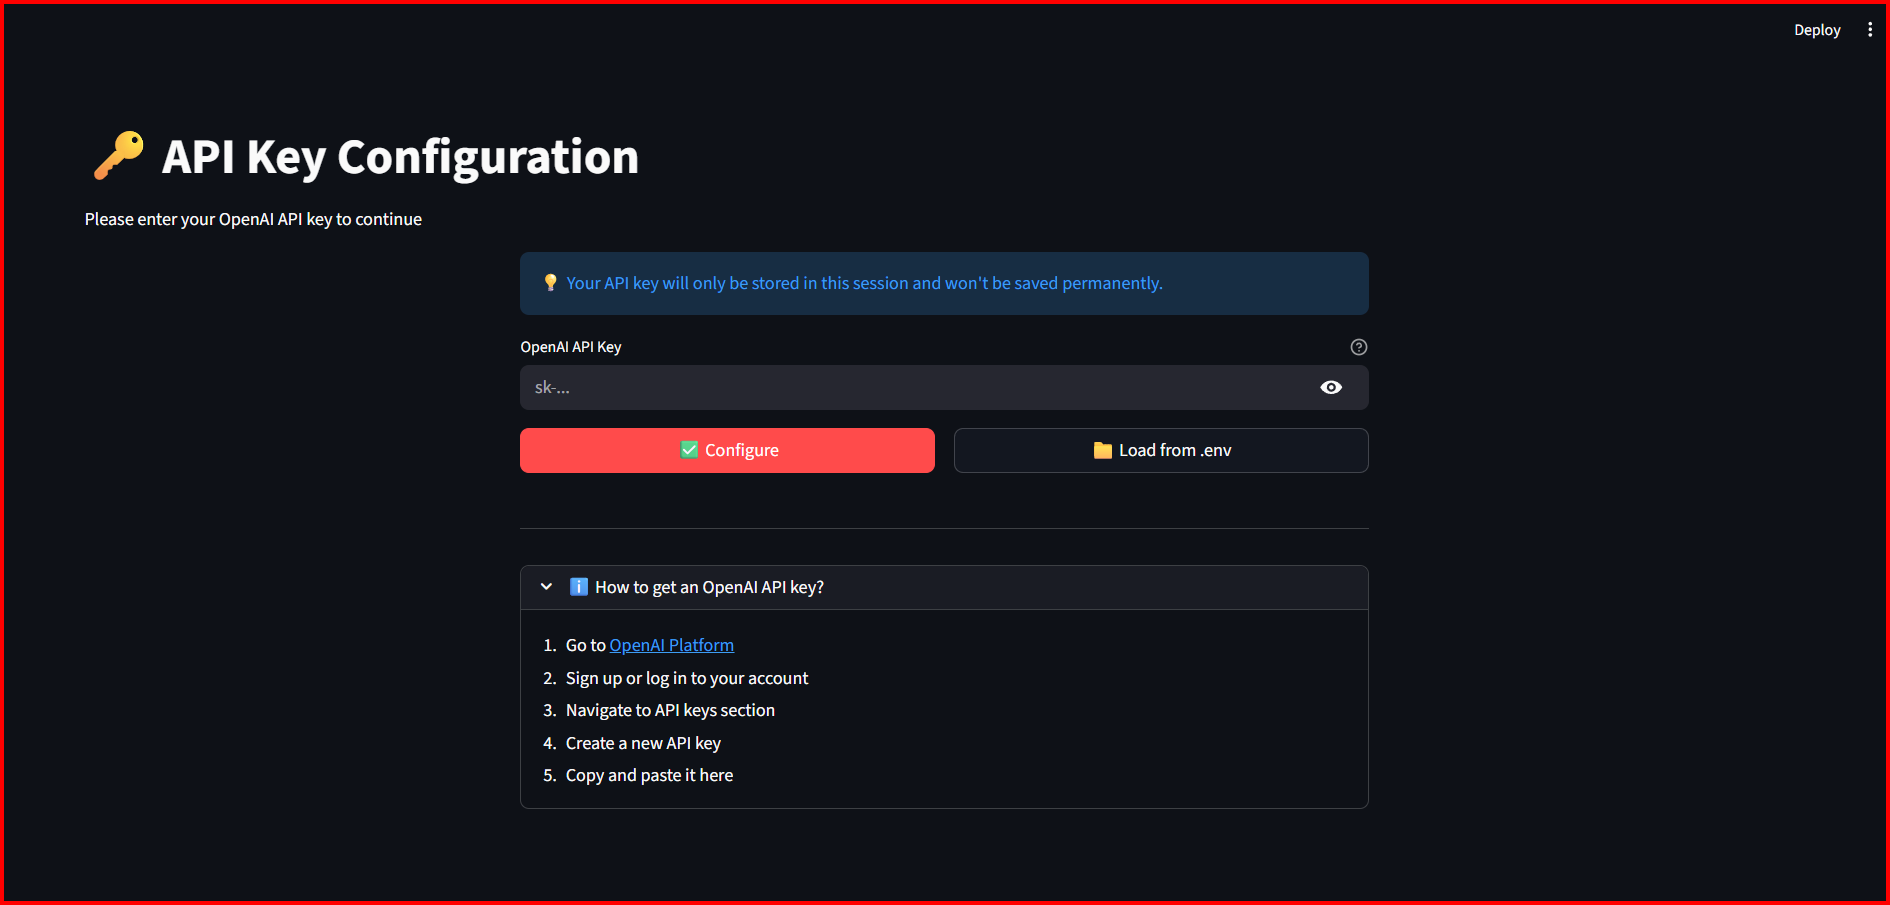 Deploy
🔑 API Key Configuration
Please enter your OpenAI API key to continue
💡 Your API key will only be stored in this session and won't be saved permanently.
OpenAI API Key
sk-...
✅ Configure
📁 Load from .env
ℹ️ How to get an OpenAI API key?
1. Go to OpenAI Platform
2. Sign up or log in to your account
3. Navigate to API keys section
4. Create a new API key
5. Copy and paste it here